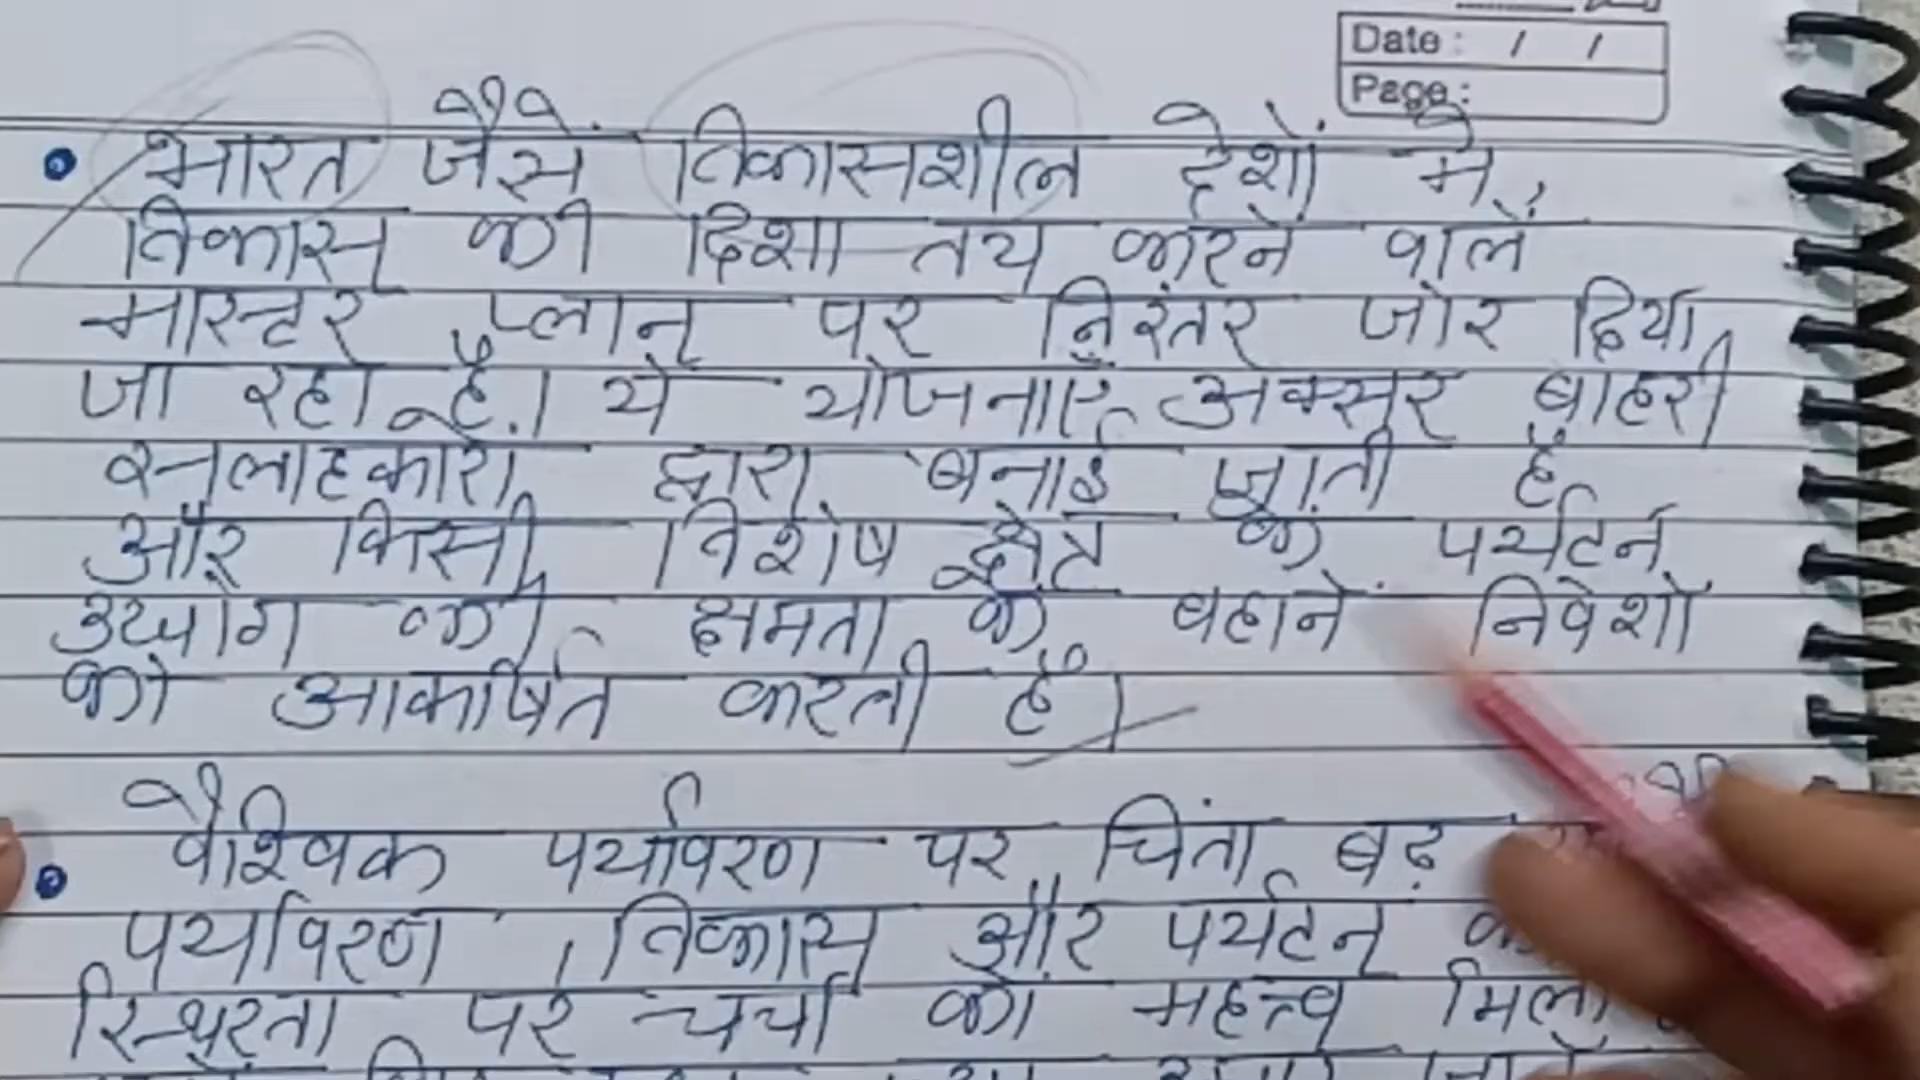 Date : / /
Page :
भारत जैसे विकासशील देशों में,
विकास की दिशा तय करने वाले
मास्टर प्लान पर निरंतर जोर दिया
जा रहा है। ये योजनाएँ अक्सर बाहरी
सलाहकारों द्वारा बनाई जाती हैं
और किसी विशेष क्षेत्र के पर्यटन
उद्योग की क्षमता के बहाने निवेशों
को आकर्षित करती हैं।
वैश्विक पर्यावरण पर चिंता बढ़
पर्यावरण, विकास और पर्यटन
स्थिरता पर चर्चा को महत्त्व मिला